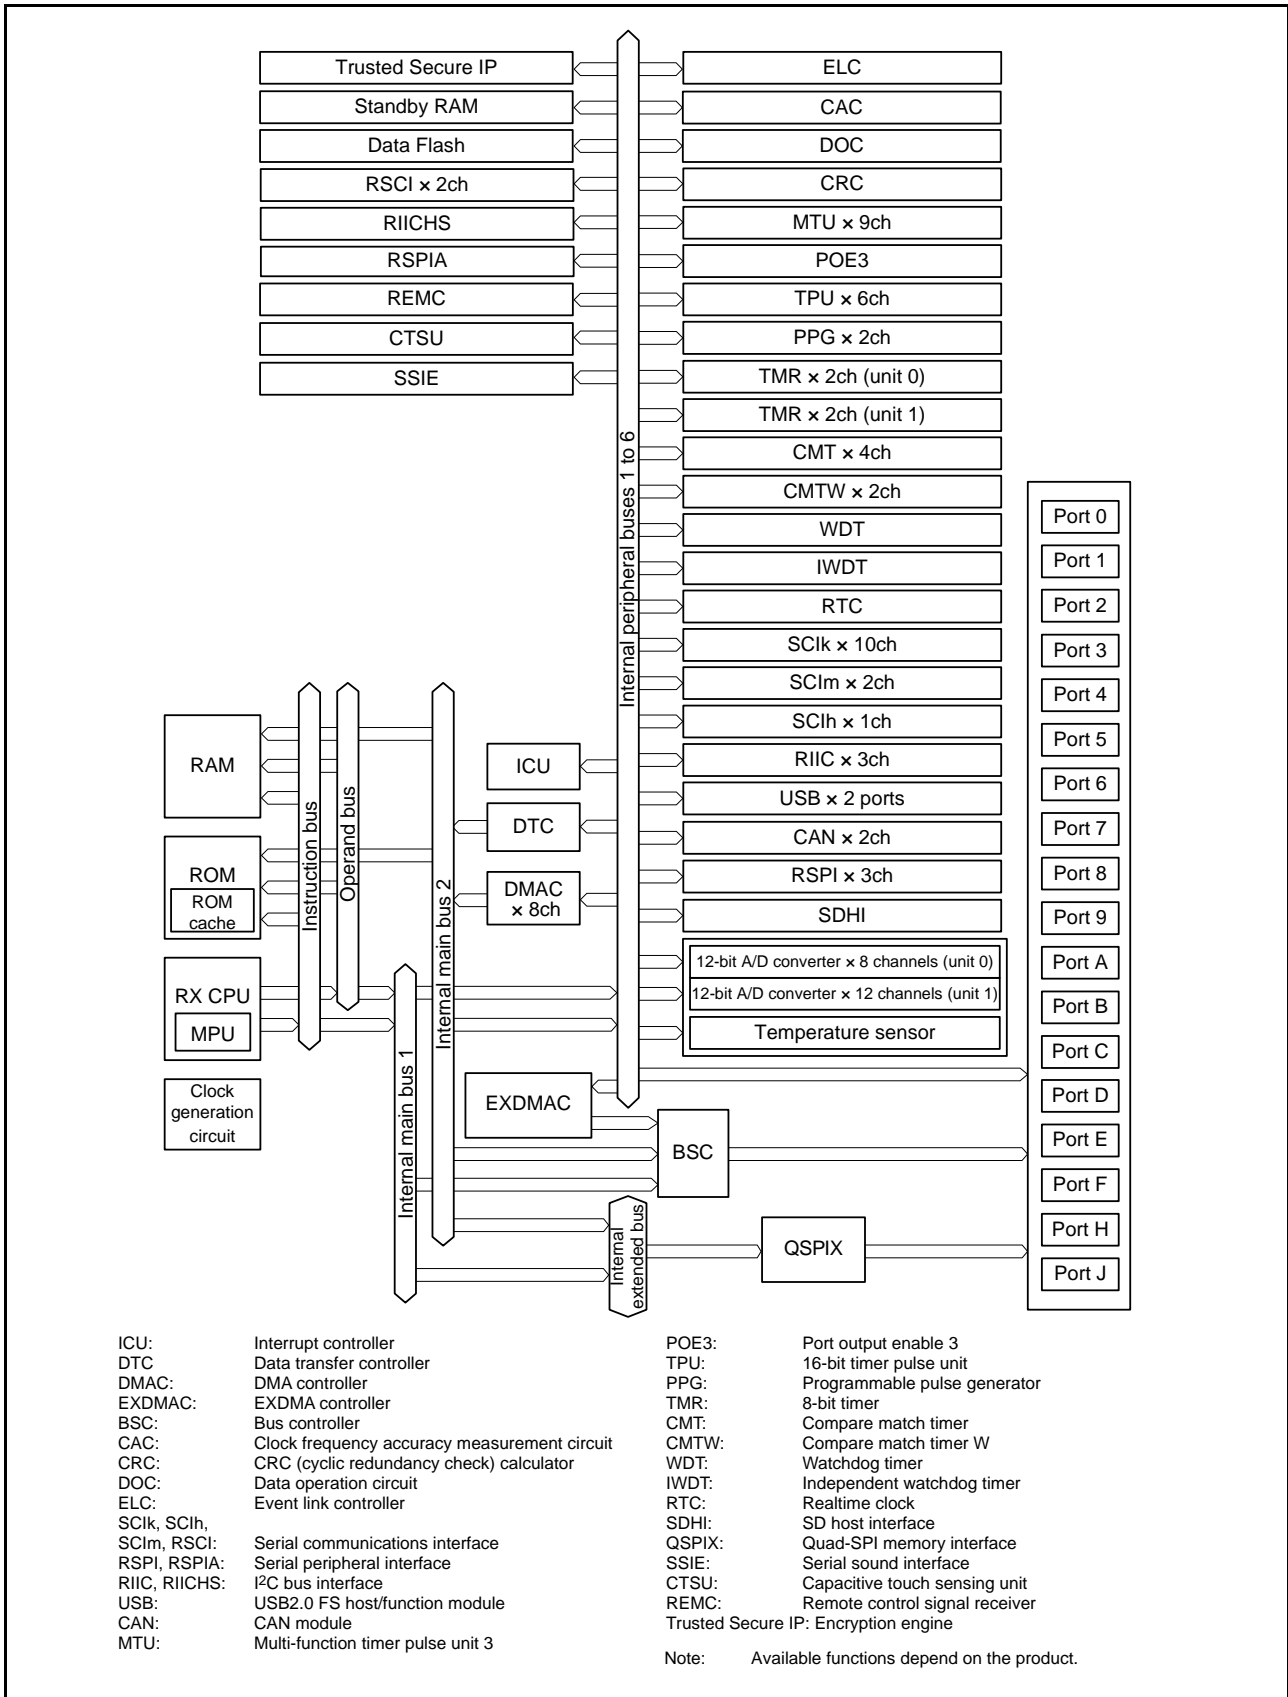 Trusted Secure IP
Standby RAM
Data Flash
RSCI × 2ch
RIICHS
RSPIA
REMC
CTSU
SSIE
ELC
CAC
DOC
CRC
MTU × 9ch
POE3
TPU × 6ch
PPG × 2ch
TMR × 2ch (unit 0)
TMR × 2ch (unit 1)
CMT × 4ch
CMTW × 2ch
WDT
IWDT
RTC
SCIk × 10ch
SCIm × 2ch
SCIh × 1ch
RIIC × 3ch
USB × 2 ports
CAN × 2ch
RSPI × 3ch
SDHI
12-bit A/D converter × 8 channels (unit 0)
12-bit A/D converter × 12 channels (unit 1)
Temperature sensor
Internal peripheral buses 1 to 6
Port 0
Port 1
Port 2
Port 3
Port 4
Port 5
Port 6
Port 7
Port 8
Port 9
Port A
Port B
Port C
Port D
Port E
Port F
Port H
Port J
RAM
ROM
ROM
cache
RX CPU
MPU
Clock
generation
circuit
Instruction bus
Operand bus
Internal main bus 1
Internal main bus 2
ICU
DTC
DMAC
× 8ch
EXDMAC
BSC
Internal
extended bus
QSPIX
ICU: Interrupt controller
DTC Data transfer controller
DMAC: DMA controller
EXDMAC: EXDMA controller
BSC: Bus controller
CAC: Clock frequency accuracy measurement circuit
CRC: CRC (cyclic redundancy check) calculator
DOC: Data operation circuit
ELC: Event link controller
SCIk, SCIh,
SCIm, RSCI: Serial communications interface
RSPI, RSPIA: Serial peripheral interface
RIIC, RIICHS: I2C bus interface
USB: USB2.0 FS host/function module
CAN: CAN module
MTU: Multi-function timer pulse unit 3
POE3: Port output enable 3
TPU: 16-bit timer pulse unit
PPG: Programmable pulse generator
TMR: 8-bit timer
CMT: Compare match timer
CMTW: Compare match timer W
WDT: Watchdog timer
IWDT: Independent watchdog timer
RTC: Realtime clock
SDHI: SD host interface
QSPIX: Quad-SPI memory interface
SSIE: Serial sound interface
CTSU: Capacitive touch sensing unit
REMC: Remote control signal receiver
Trusted Secure IP: Encryption engine
Note: Available functions depend on the product.